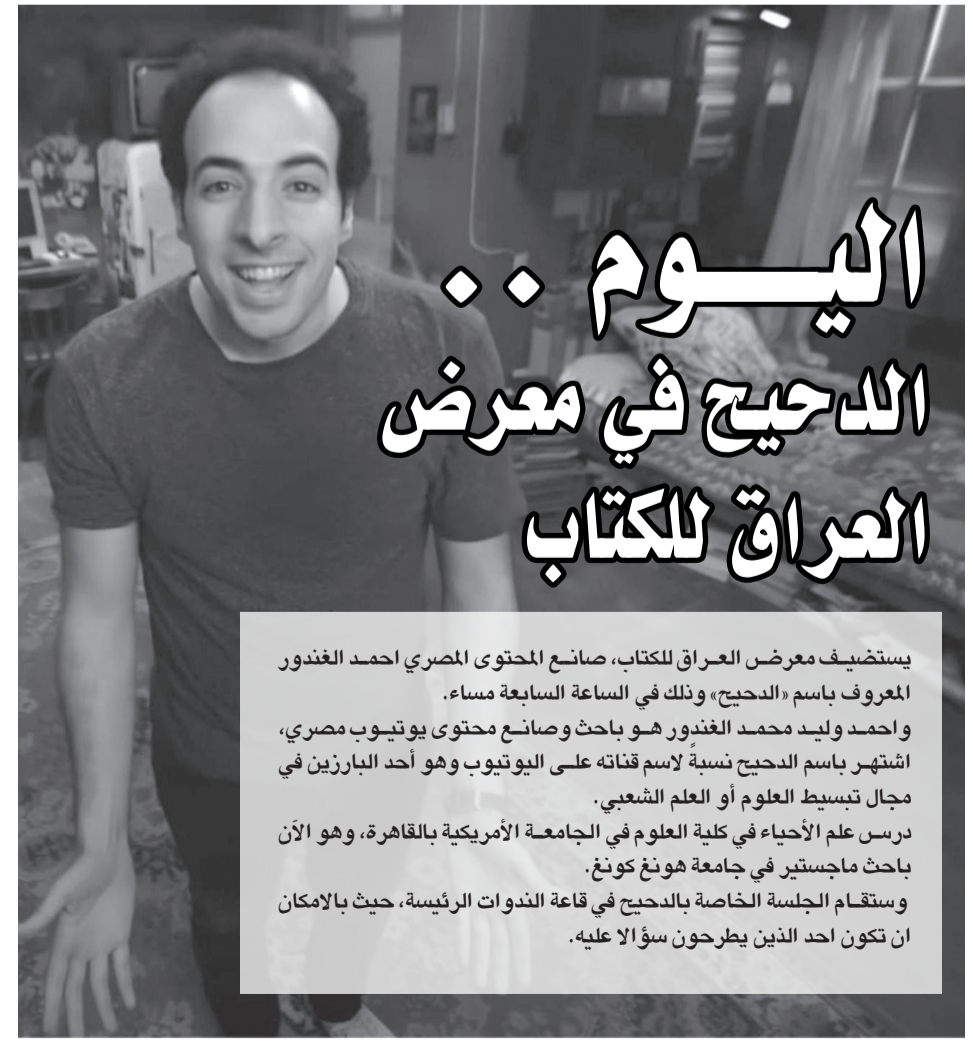 اليوم ..
الدحيح في معرض
العراق للكتاب
يستضيف معرض العراق للكتاب، صانع المحتوى المصري احمد الغندور
المعروف باسم «الدحيح» وذلك في الساعة السابعة مساء.
واحمد وليد محمد الغندور هو باحث وصانع محتوى يوتيوب مصري،
اشتهر باسم الدحيح نسبةً لاسم قناته على اليوتيوب وهو أحد البارزين في
مجال تبسيط العلوم أو العلم الشعبي.
درس علم الأحياء في كلية العلوم في الجامعة الأمريكية بالقاهرة، وهو الآن
باحث ماجستير في جامعة هونغ كونغ.
وستقام الجلسة الخاصة بالدحيح في قاعة الندوات الرئيسة، حيث بالامكان
ان تكون احد الذين يطرحون سؤالا عليه.